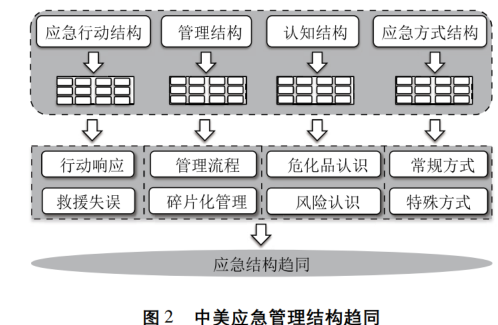 应急行动结构 管理结构 认知结构 应急方式结构
行动响应 管理流程 危化品认识 常规方式
救援失误 碎片化管理 风险认识 特殊方式
应急结构趋同
图2 中美应急管理结构趋同